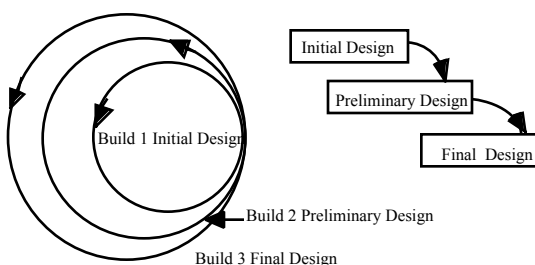 Build 1 Initial Design
Build 2 Preliminary Design
Build 3 Final Design
Initial Design
Preliminary Design
Final Design